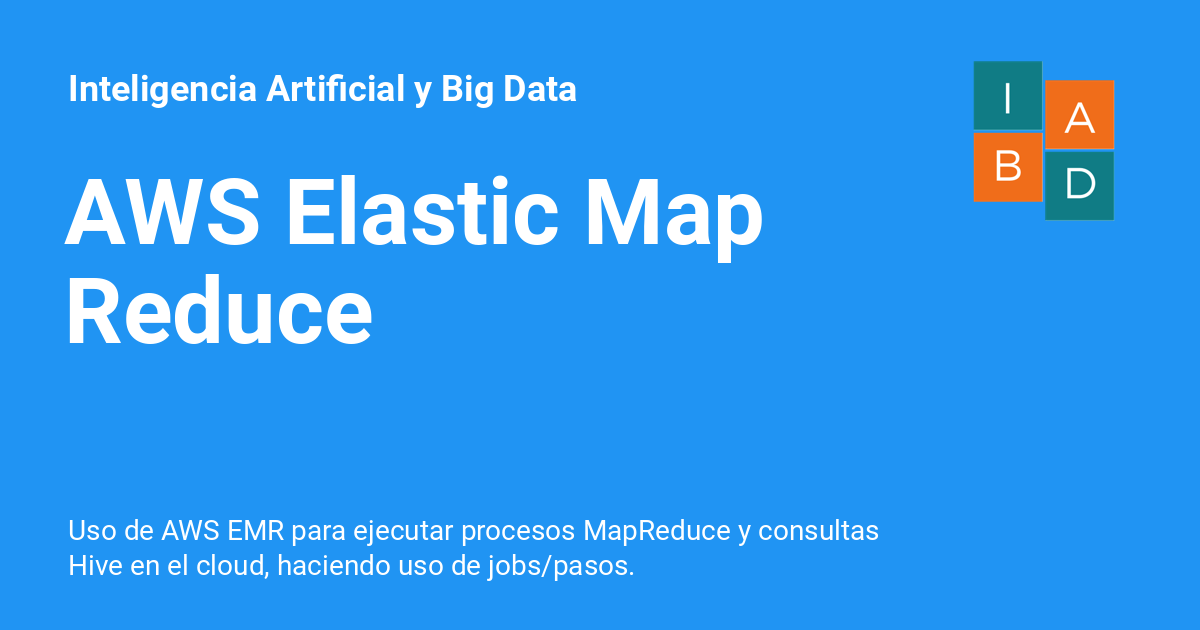 Inteligencia Artificial y Big Data
I
A
B
D
AWS Elastic Map
Reduce
Uso de AWS EMR para ejecutar procesos MapReduce y consultas
Hive en el cloud, haciendo uso de jobs/pasos.